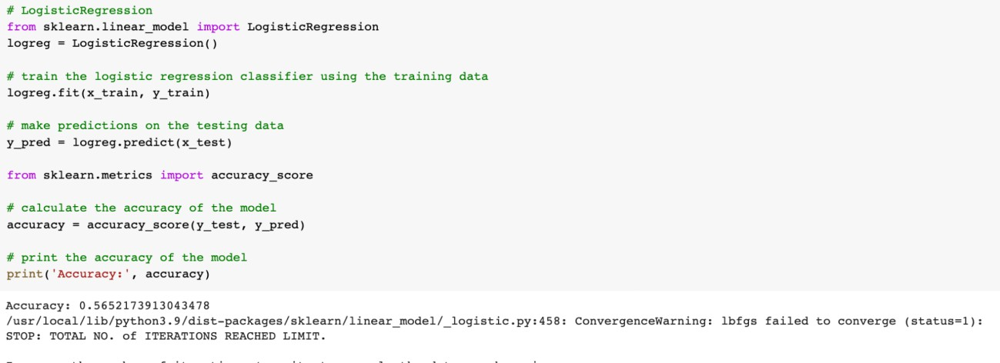 # LogisticRegression
from sklearn.linear_model import LogisticRegression
logreg = LogisticRegression()
# train the logistic regression classifier using the training data
logreg.fit(x_train, y_train)
# make predictions on the testing data
y_pred = logreg.predict(x_test)
from sklearn.metrics import accuracy_score
# calculate the accuracy of the model
accuracy = accuracy_score(y_test, y_pred)
# print the accuracy of the model
print('Accuracy:', accuracy)
Accuracy: 0.5652173913043478
/usr/local/lib/python3.9/dist-packages/sklearn/linear_model/_logistic.py:458: ConvergenceWarning: lbfgs failed to converge (status=1):
STOP: TOTAL NO. of ITERATIONS REACHED LIMIT.